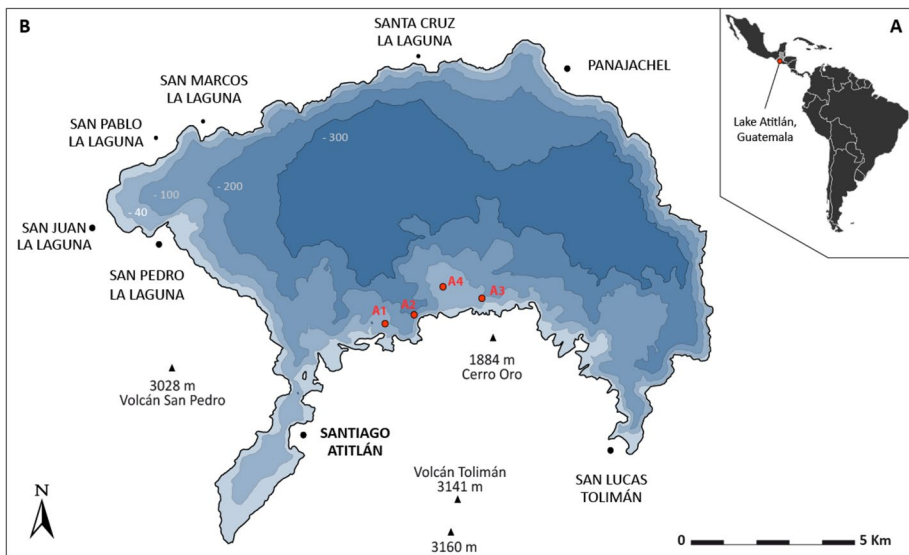 B
A
SANTA CRUZ
LA LAGUNA
PANAJACHEL
SAN MARCOS
LA LAGUNA
SAN PABLO
LA LAGUNA
Lake Atitlán,
Guatemala
- 300
- 200
- 100
- 40
SAN JUAN
LA LAGUNA
SAN PEDRO
LA LAGUNA
A1
A2
A4
A3
1884 m
Cerro Oro
3028 m
Volcán San Pedro
SANTIAGO
ATITLÁN
Volcán Tolimán
3141 m
SAN LUCAS
TOLIMÁN
N
3160 m
0
5 Km